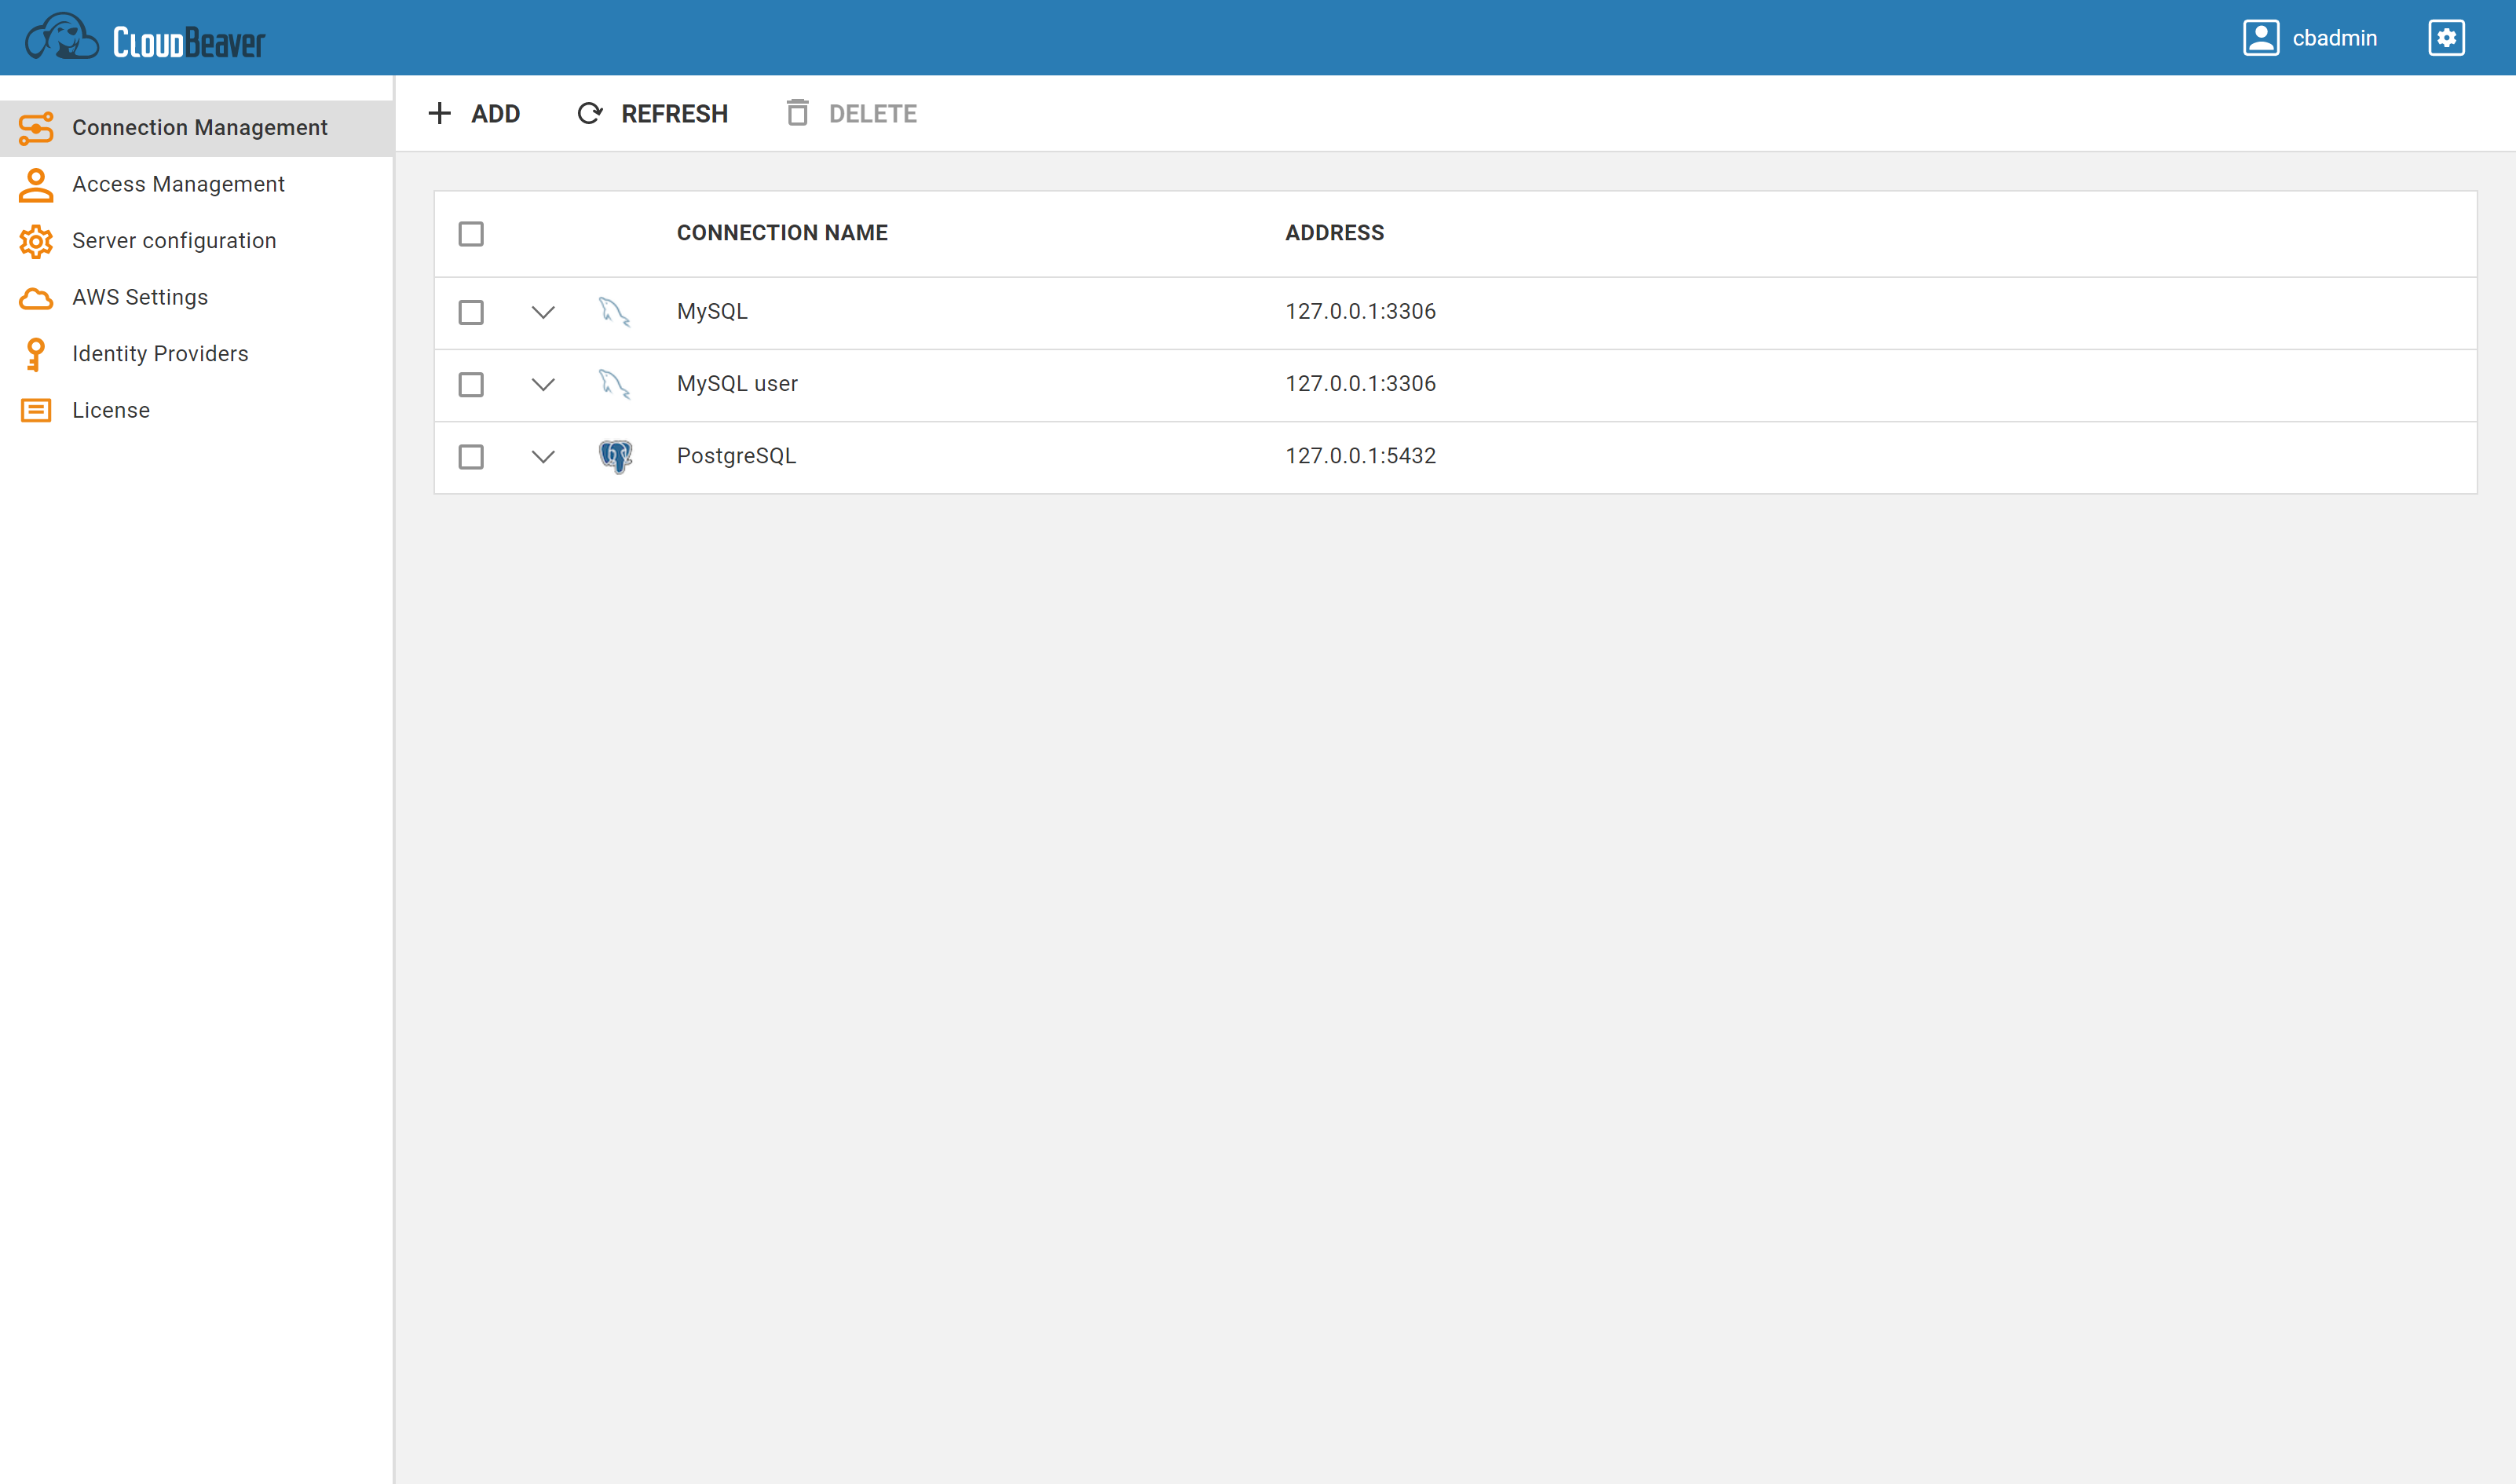 CloudBeaver
cbadmin
Connection Management
Access Management
Server configuration
AWS Settings
Identity Providers
License
ADD REFRESH DELETE
CONNECTION NAME ADDRESS
MySQL 127.0.0.1:3306
MySQL user 127.0.0.1:3306
PostgreSQL 127.0.0.1:5432